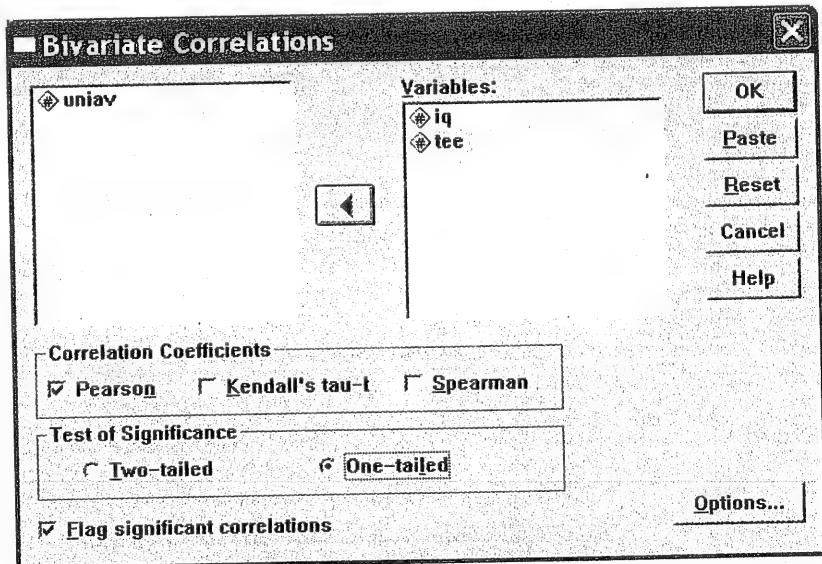 Bivariate Correlations
uniav
Variables:
iq
tee
OK
Paste
Reset
Cancel
Help
Correlation Coefficients
Pearson Kendall's tau-t Spearman
Test of Significance
Two-tailed One-tailed
Flag significant correlations
Options...